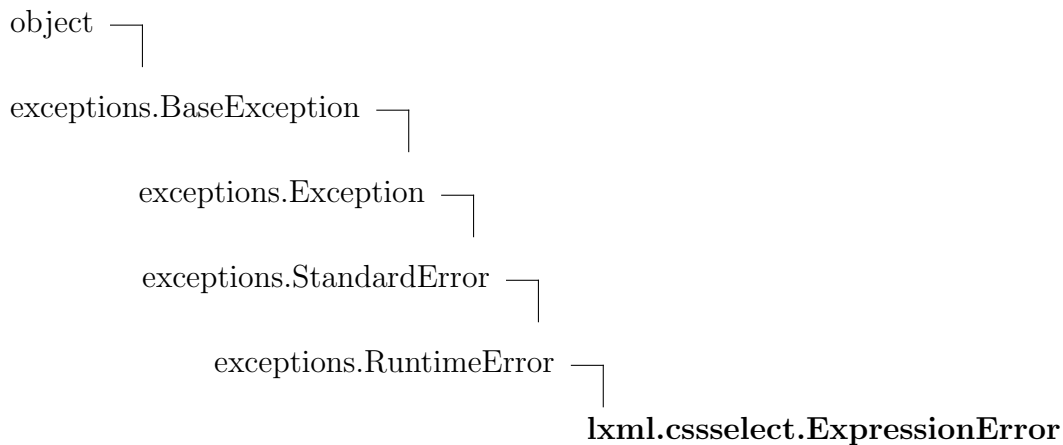 object
exceptions.BaseException
exceptions.Exception
exceptions.StandardError
exceptions.RuntimeError
lxml.cssselect.ExpressionError